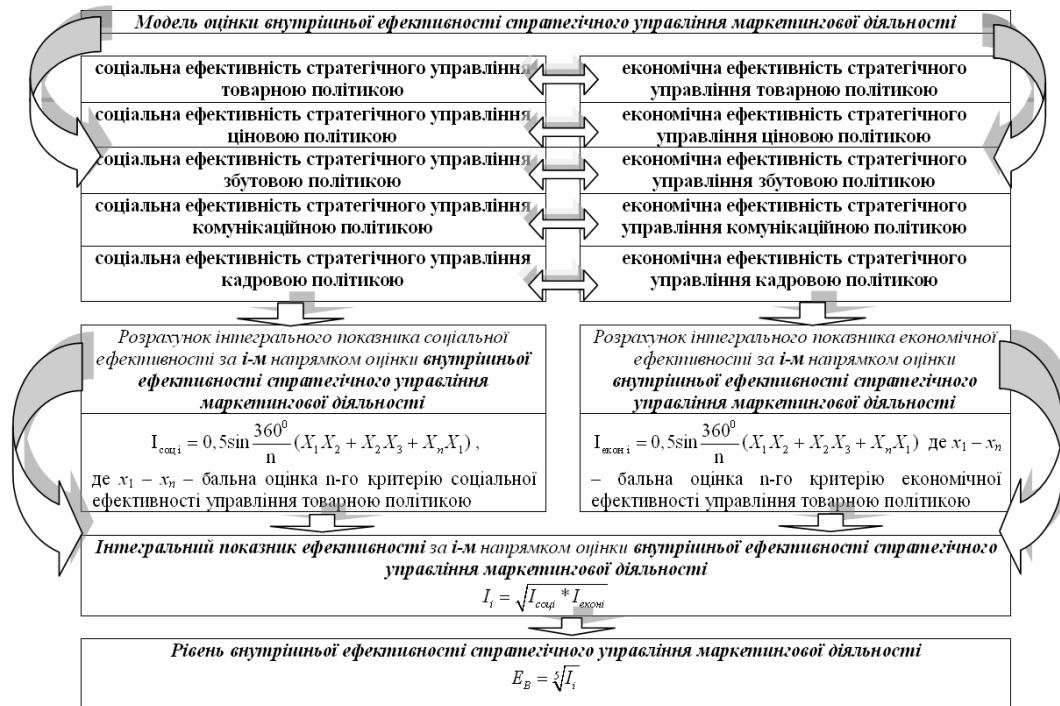 Модель оцінки внутрішньої ефективності стратегічного управління маркетингової діяльності
соціальна ефективність стратегічного управління
товарною політикою
економічна ефективність стратегічного
управління товарною політикою
соціальна ефективність стратегічного управління
ціновою політикою
економічна ефективність стратегічного
управління ціновою політикою
соціальна ефективність стратегічного управління
збутовою політикою
економічна ефективність стратегічного
управління збутовою політикою
соціальна ефективність стратегічного управління
комунікаційною політикою
економічна ефективність стратегічного
управління комунікаційною політикою
соціальна ефективність стратегічного управління
кадровою політикою
економічна ефективність стратегічного
управління кадровою політикою
Розрахунок інтегрального показника соціальної
ефективності за і-м напрямком оцінки внутрішньої
ефективності стратегічного управління
маркетингової діяльності
I соц i = 0,5sin 360⁰/n (X₁X₂ + X₂X₃ + XₙX₁) ,
де x₁ – xₙ – бальна оцінка n-го критерію соціальної
ефективності управління товарною політикою
Розрахунок інтегрального показника економічної
ефективності за і-м напрямком оцінки
внутрішньої ефективності стратегічного
управління маркетингової діяльності
I екон i = 0,5sin 360⁰/n (X₁X₂ + X₂X₃ + XₙX₁) де x₁ – xₙ
– бальна оцінка n-го критерію економічної
ефективності управління товарною політикою
Інтегральний показник ефективності за і-м напрямком оцінки внутрішньої ефективності стратегічного
управління маркетингової діяльності
Iᵢ = √(I соц i * I екон i)
Рівень внутрішньої ефективності стратегічного управління маркетингової діяльності
E_B = ⁵√Iᵢ